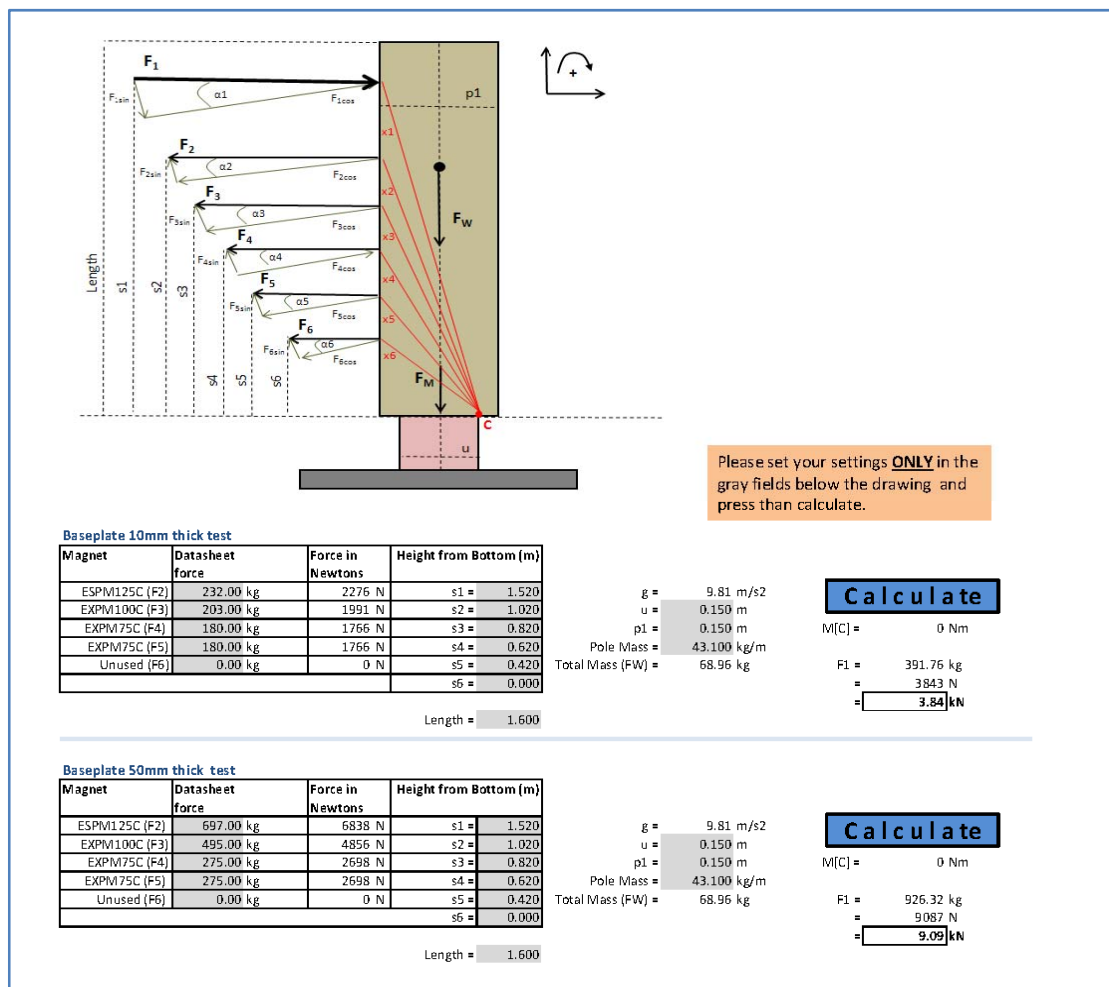 F1
F1sin
α1
F1cos
p1
+
x1
F2
F2sin
α2
F2cos
x2
F3
F3sin
α3
F3cos
FW
x3
F4
F4sin
α4
F4cos
x4
F5
F5sin
α5
F5cos
x5
F6
F6sin
α6
F6cos
x6
FM
Length
s1
s2
s3
s4
s5
s6
C
u
Please set your settings ONLY in the
gray fields below the drawing and
press than calculate.
Baseplate 10mm thick test
Magnet Datasheet force Force in Newtons Height from Bottom (m)
ESPM125C (F2) 232.00 kg 2276 N s1 = 1.520
EXPM100C (F3) 203.00 kg 1991 N s2 = 1.020
EXPM75C (F4) 180.00 kg 1766 N s3 = 0.820
EXPM75C (F5) 180.00 kg 1766 N s4 = 0.620
Unused (F6) 0.00 kg 0 N s5 = 0.420
s6 = 0.000
Length = 1.600
g = 9.81 m/s2
u = 0.150 m
p1 = 0.150 m
Pole Mass = 43.100 kg/m
Total Mass (FW) = 68.96 kg
Calculate
M[C] = 0 Nm
F1 = 391.76 kg
= 3843 N
= 3.84 kN
Baseplate 50mm thick test
Magnet Datasheet force Force in Newtons Height from Bottom (m)
ESPM125C (F2) 697.00 kg 6838 N s1 = 1.520
EXPM100C (F3) 495.00 kg 4856 N s2 = 1.020
EXPM75C (F4) 275.00 kg 2698 N s3 = 0.820
EXPM75C (F5) 275.00 kg 2698 N s4 = 0.620
Unused (F6) 0.00 kg 0 N s5 = 0.420
s6 = 0.000
Length = 1.600
g = 9.81 m/s2
u = 0.150 m
p1 = 0.150 m
Pole Mass = 43.100 kg/m
Total Mass (FW) = 68.96 kg
Calculate
M[C] = 0 Nm
F1 = 926.32 kg
= 9087 N
= 9.09 kN